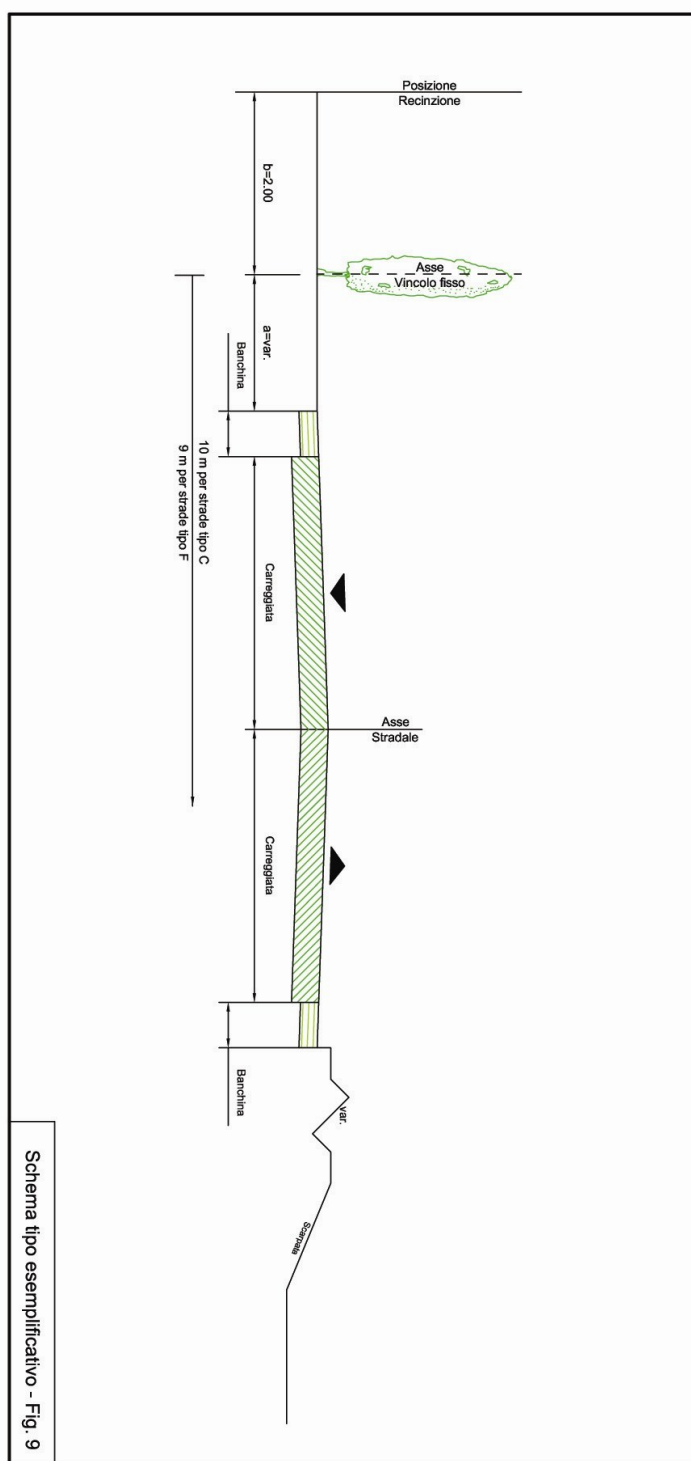 Posizione
Recinzione
b=2.00
Asse
Vincolo fisso
a=var.
Banchina
10 m per strade tipo C
9 m per strade tipo F
Carreggiata
Asse
Stradale
Carreggiata
Banchina
var.
Scarpata
Schema tipo esemplificativo - Fig. 9